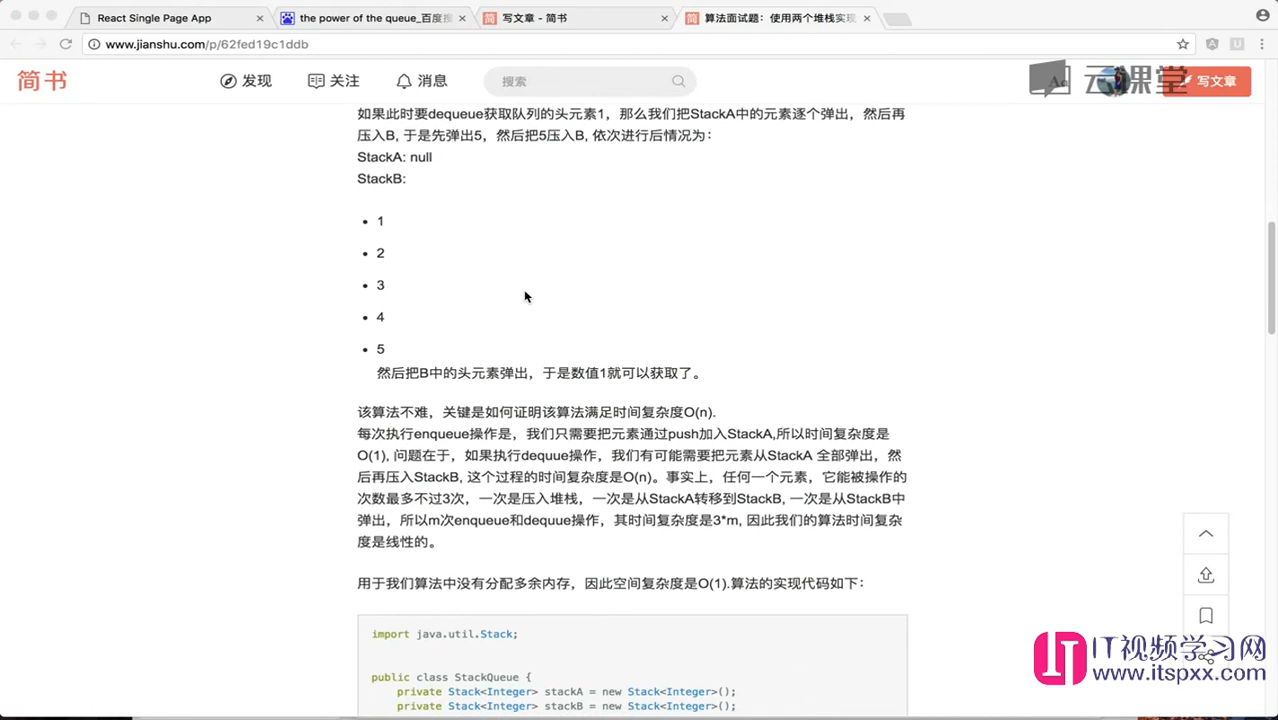 React Single Page App
the power of the queue_百度搜
写文章 - 简书
算法面试题：使用两个堆栈实现
www.jianshu.com/p/62fed19c1ddb
简书
发现
关注
消息
搜索
云课堂
写文章
如果此时要dequeue获取队列的头元素1，那么我们把StackA中的元素逐个弹出，然后再
压入B, 于是先弹出5，然后把5压入B, 依次进行后情况为：
StackA: null
StackB:
• 1
• 2
• 3
• 4
• 5
然后把B中的头元素弹出，于是数值1就可以获取了。
该算法不难，关键是如何证明该算法满足时间复杂度O(n).
每次执行enqueue操作是，我们只需要把元素通过push加入StackA,所以时间复杂度是
O(1), 问题在于，如果执行dequue操作，我们有可能需要把元素从StackA 全部弹出，然
后再压入StackB, 这个过程的时间复杂度是O(n)。事实上，任何一个元素，它能被操作的
次数最多不过3次，一次是压入堆栈，一次是从StackA转移到StackB, 一次是从StackB中
弹出，所以m次enqueue和dequue操作，其时间复杂度是3*m, 因此我们的算法时间复杂
度是线性的。
用于我们算法中没有分配多余内存，因此空间复杂度是O(1).算法的实现代码如下：
import java.util.Stack;
public class StackQueue {
private Stack<Integer> stackA = new Stack<Integer>();
private Stack<Integer> stackB = new Stack<Integer>();
IT视频学习网
www.itspxx.com